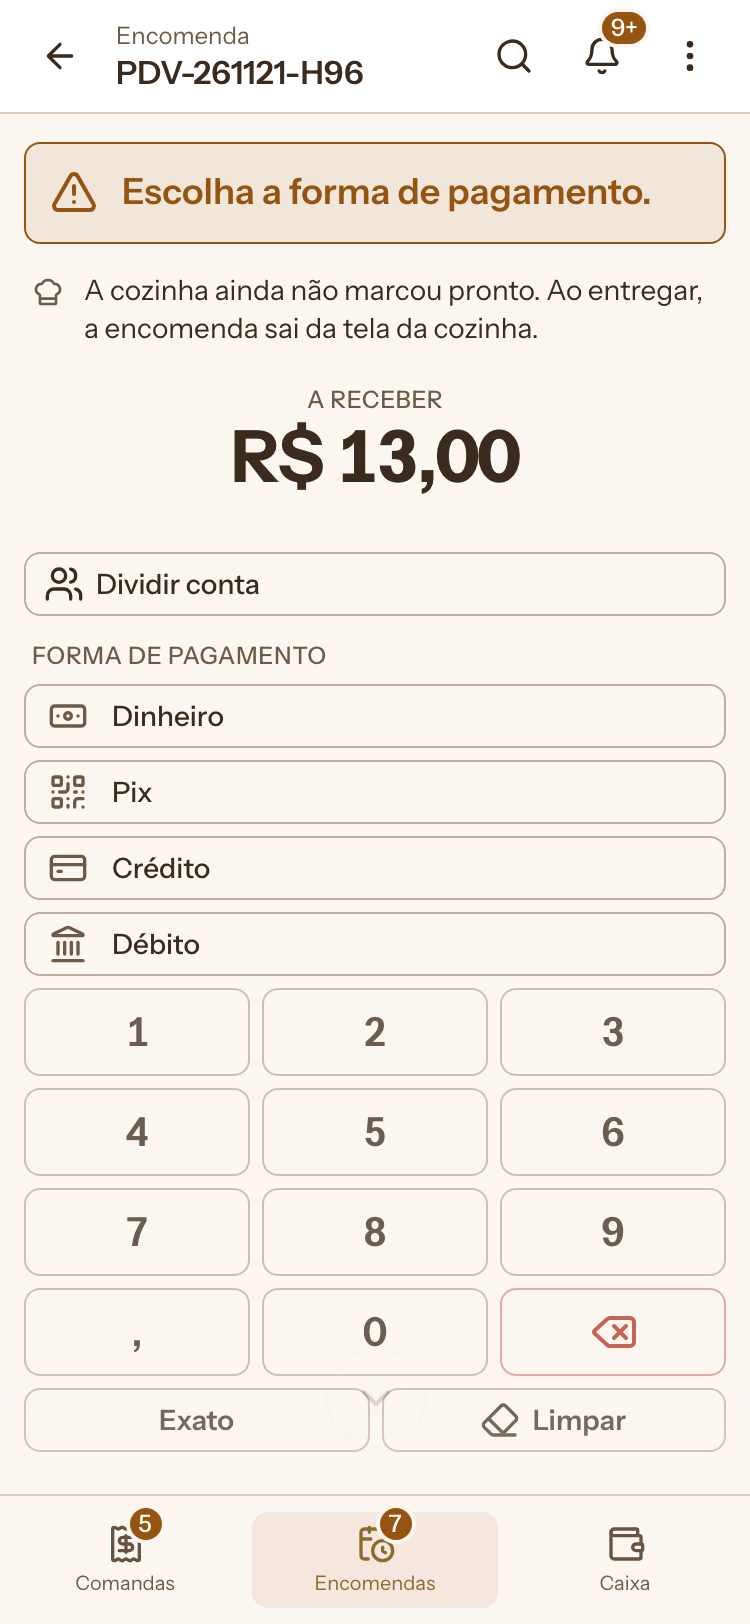 Encomenda
PDV-261121-H96
9+
Escolha a forma de pagamento.
A cozinha ainda não marcou pronto. Ao entregar,
a encomenda sai da tela da cozinha.
A RECEBER
R$ 13,00
Dividir conta
FORMA DE PAGAMENTO
Dinheiro
Pix
Crédito
Débito
1 2 3
4 5 6
7 8 9
, 0
Exato Limpar
5 7
Comandas Encomendas Caixa